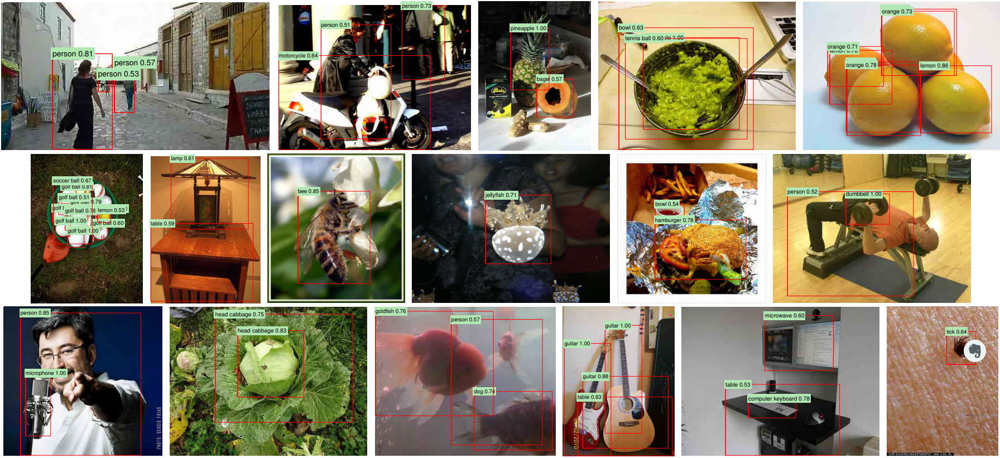 person 0.81
person 0.57
person 0.53
person 0.51
person 0.73
motorcycle 0.64
pineapple 1.00
bagel 0.57
bowl 0.63
tennis ball 0.60
1.00
orange 0.73
orange 0.71
orange 0.78
lemon 0.86
soccer ball 0.67
golf ball 0.81
golf ball 0.51
0.79
golf ball 0.76
lemon 0.53
golf ball 1.00
golf ball 0.60
golf ball 1.00
lamp 0.61
table 0.59
bee 0.85
jellyfish 0.71
bowl 0.54
hamburger 0.78
person 0.52
dumbbell 1.00
person 0.85
microphone 1.00
PHOTO: SERGIO FRIAS
head cabbage 0.75
head cabbage 0.83
goldfish 0.76
person 0.57
dog 0.74
guitar 1.00
guitar 1.00
guitar 0.88
table 0.63
microwave 0.60
table 0.53
computer keyboard 0.78
tick 0.64